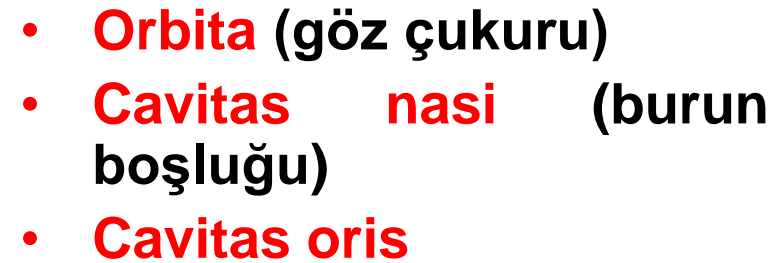 • Orbita (göz çukuru)
• Cavitas nasi (burun
boşluğu)
• Cavitas oris